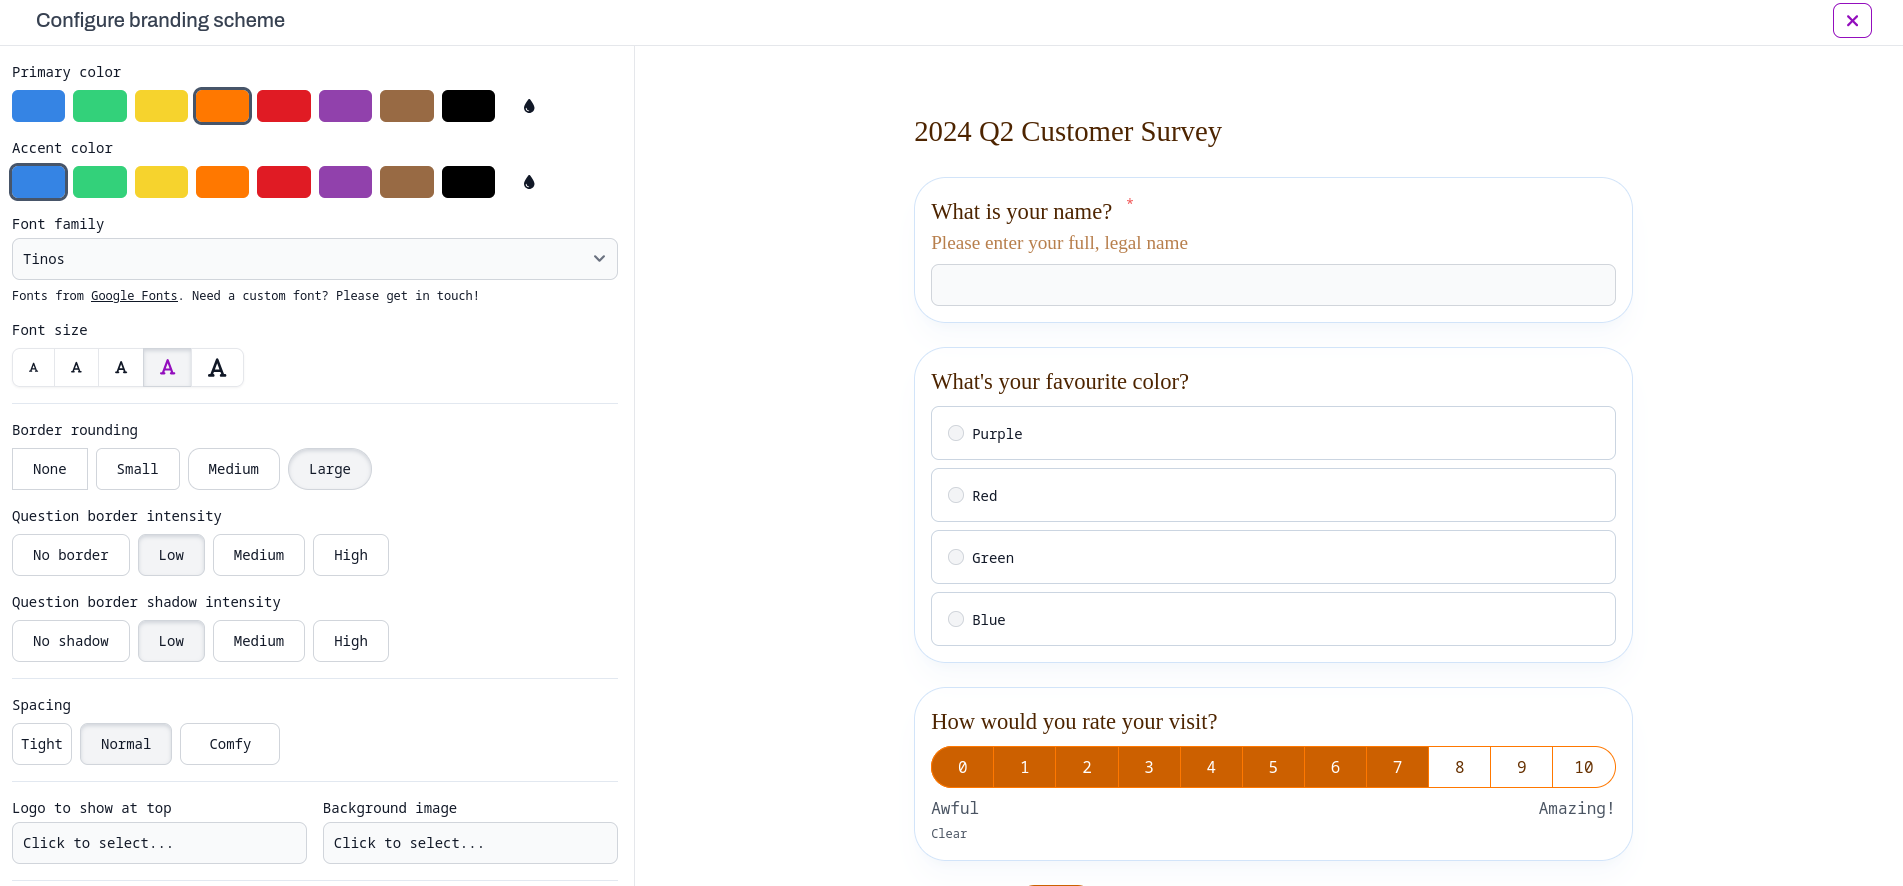 Configure branding scheme
Primary color
Accent color
Font family
Tinos
Fonts from Google Fonts. Need a custom font? Please get in touch!
Font size
A A A A A
Border rounding
None Small Medium Large
Question border intensity
No border Low Medium High
Question border shadow intensity
No shadow Low Medium High
Spacing
Tight Normal Comfy
Logo to show at top Background image
Click to select... Click to select...
2024 Q2 Customer Survey
What is your name? *
Please enter your full, legal name
What's your favourite color?
Purple
Red
Green
Blue
How would you rate your visit?
0 1 2 3 4 5 6 7 8 9 10
Awful Amazing!
Clear